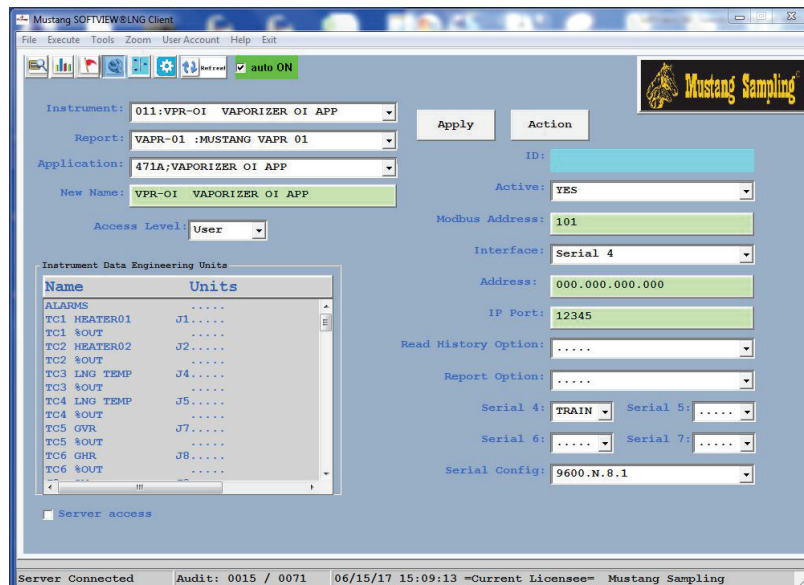 Mustang SOFTVIEW®LNG Client
File Execute Tools Zoom User Account Help Exit
Refresh auto ON
Mustang Sampling
Instrument: 011:VPR-OI VAPORIZER OI APP
Report: VAPR-01 :MUSTANG VAPR 01
Application: 471A;VAPORIZER OI APP
New Name: VPR-OI VAPORIZER OI APP
Access Level: User
Instrument Data Engineering Units
Name Units
ALARMS .....
TC1 HEATER01 J1.....
TC1 %OUT .....
TC2 HEATER02 J2.....
TC2 %OUT .....
TC3 LNG TEMP J4.....
TC3 %OUT .....
TC4 LNG TEMP J5.....
TC4 %OUT .....
TC5 GVR J7.....
TC5 %OUT .....
TC6 GHR J8.....
TC6 %OUT .....
Server access
Apply Action
ID:
Active: YES
Modbus Address: 101
Interface: Serial 4
Address: 000.000.000.000
IP Port: 12345
Read History Option: .....
Report Option: .....
Serial 4: TRAIN Serial 5: .....
Serial 6: ..... Serial 7: .....
Serial Config: 9600.N.8.1
Server Connected Audit: 0015 / 0071 06/15/17 15:09:13 =Current Licensee= Mustang Sampling